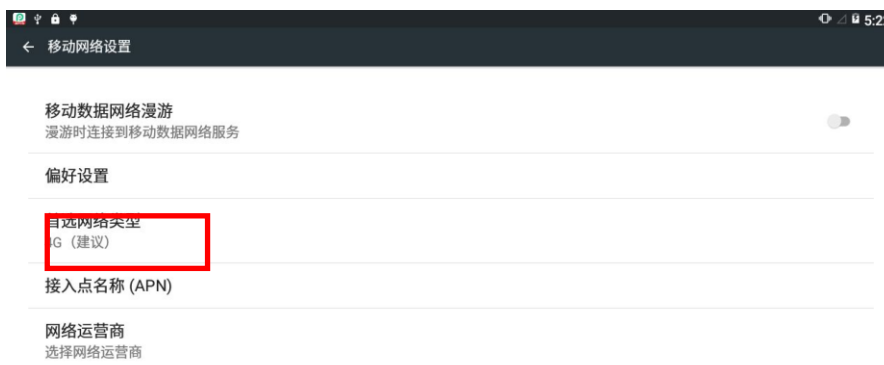 5:2
移动网络设置
移动数据网络漫游
漫游时连接到移动数据网络服务
偏好设置
首选网络类型
G（建议）
接入点名称 (APN)
网络运营商
选择网络运营商